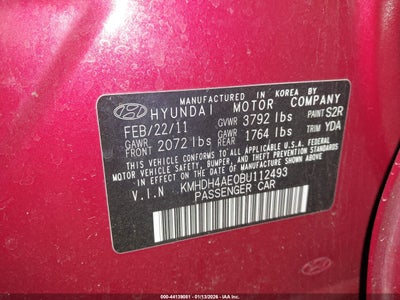 MANUFACTURED IN KOREA BY
HYUNDAI MOTOR COMPANY
FEB/22/11 GVWR 3792 lbs PAINT S2R
GAWR FRONT 2072 lbs GAWR REAR 1764 lbs TRIM YDA
THIS VEHICLE CONFORMS TO ALL APPLICABLE U.S.A. FEDERAL
MOTOR VEHICLE SAFETY, BUMPER, AND THEFT PREVENTION
STANDARDS IN EFFECT ON THE DATE OF
MANUFACTURE SHOWN ABOVE.
V.I.N KMHDH4AE0BU112493
PASSENGER CAR
000-44139081 - 01/13/2026 - IAAI.COM